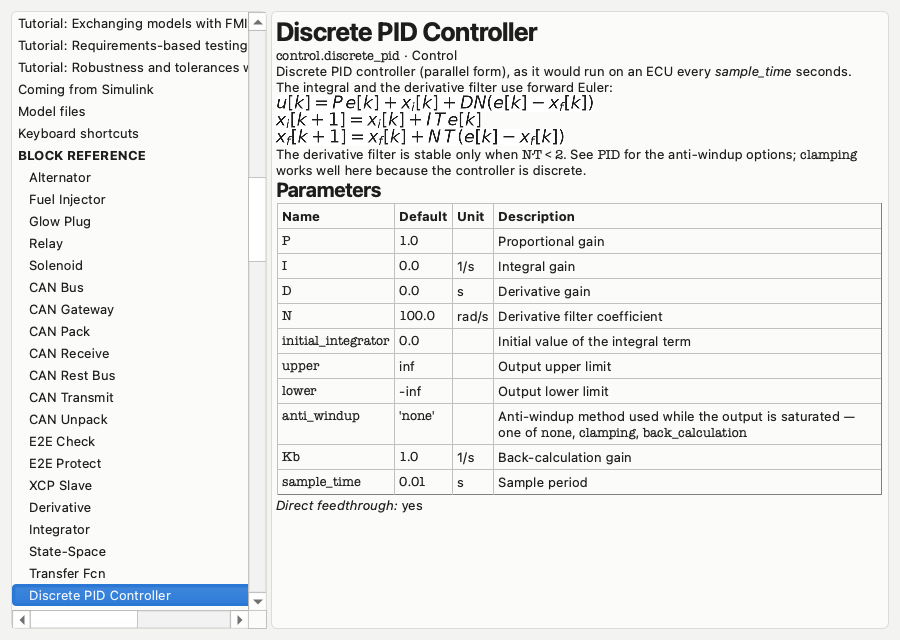 Tutorial: Exchanging models with FMI
Tutorial: Requirements-based testing
Tutorial: Robustness and tolerances w
Coming from Simulink
Model files
Keyboard shortcuts
BLOCK REFERENCE
Alternator
Fuel Injector
Glow Plug
Relay
Solenoid
CAN Bus
CAN Gateway
CAN Pack
CAN Receive
CAN Rest Bus
CAN Transmit
CAN Unpack
E2E Check
E2E Protect
XCP Slave
Derivative
Integrator
State-Space
Transfer Fcn
Discrete PID Controller
Discrete PID Controller
control.discrete_pid · Control
Discrete PID controller (parallel form), as it would run on an ECU every sample_time seconds.
The integral and the derivative filter use forward Euler:
u[k] = P e[k] + x_i[k] + DN(e[k] − x_f[k])
x_i[k + 1] = x_i[k] + I T e[k]
x_f[k + 1] = x_f[k] + N T(e[k] − x_f[k])
The derivative filter is stable only when N·T < 2. See PID for the anti-windup options; clamping
works well here because the controller is discrete.
Parameters
Name Default Unit Description
P 1.0 Proportional gain
I 0.0 1/s Integral gain
D 0.0 s Derivative gain
N 100.0 rad/s Derivative filter coefficient
initial_integrator 0.0 Initial value of the integral term
upper inf Output upper limit
lower -inf Output lower limit
anti_windup 'none' Anti-windup method used while the output is saturated —
one of none, clamping, back_calculation
Kb 1.0 1/s Back-calculation gain
sample_time 0.01 s Sample period
Direct feedthrough: yes